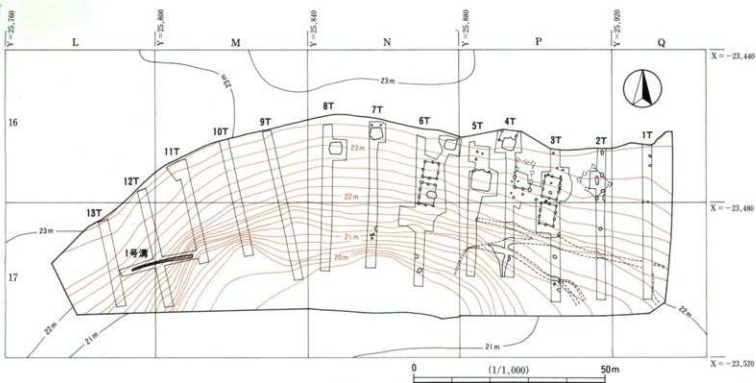 Y=25,760
Y=25,800
Y=25,840
Y=25,880
Y=25,920
L M N P Q
X=−23,440
23m
23m
16
8T 7T 6T 5T 4T 3T 2T 1T
9T
10T
11T
12T
13T
23m
22m
21m
20m
1号溝
X=−23,480
23m
17
22m
21m
21m
22m
X=−23,520
0 (1/1,000) 50m